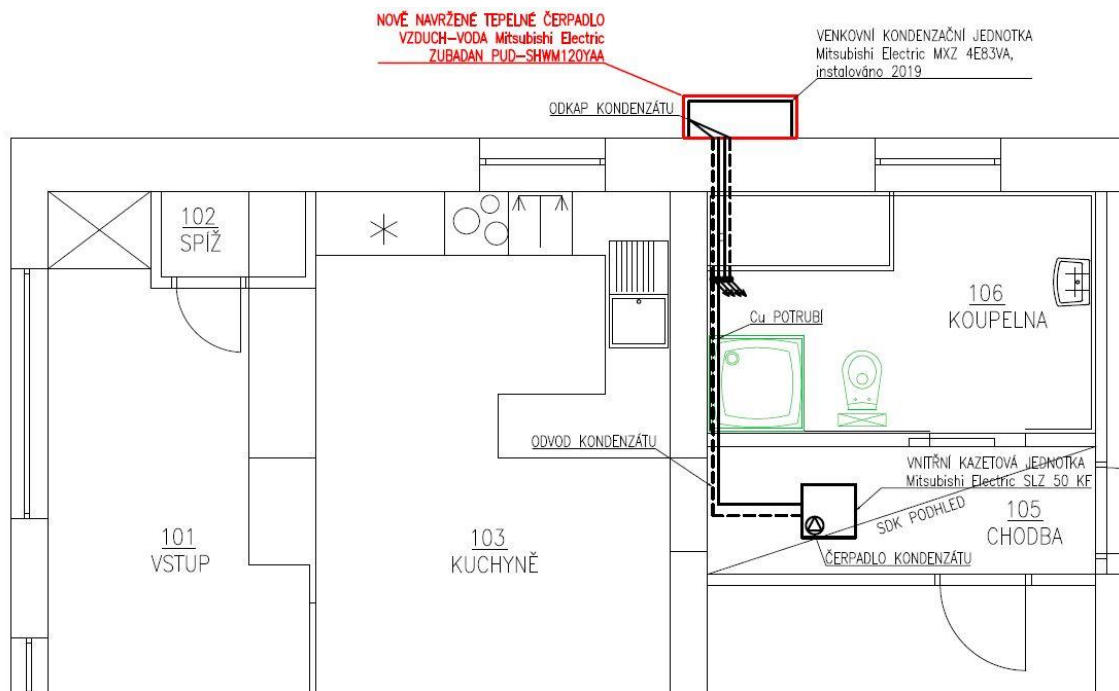 NOVĚ NAVRŽENÉ TEPELNÉ ČERPADLO
VZDUCH–VODA Mitsubishi Electric
ZUBADAN PUD–SHWM120YAA
VENKOVNÍ KONDENZAČNÍ JEDNOTKA
Mitsubishi Electric MXZ 4E83VA,
instalováno 2019
ODKAP KONDENZÁTU
102
SPÍŽ
106
KOUPELNA
Cu POTRUBÍ
ODVOD KONDENZÁTU
VNITŘNÍ KAZETOVÁ JEDNOTKA
Mitsubishi Electric SLZ 50 KF
SDK PODHLED
105
CHODBA
101
VSTUP
103
KUCHYNĚ
ČERPADLO KONDENZÁTU